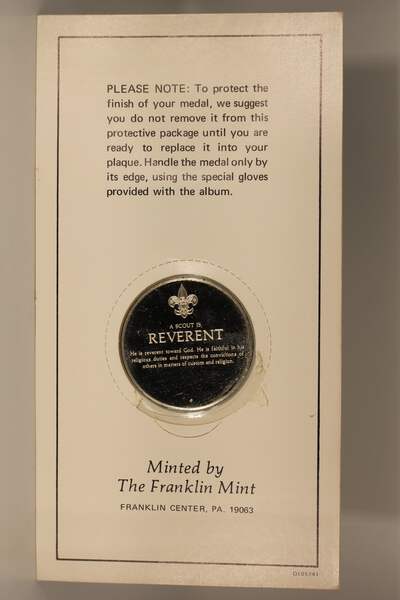 PLEASE NOTE: To protect the
finish of your medal, we suggest
you do not remove it from this
protective package until you are
ready to replace it into your
plaque. Handle the medal only by
its edge, using the special gloves
provided with the album.
A SCOUT IS
REVERENT
He is reverent toward God. He is faithful in his
religious duties and respects the convictions of
others in matters of custom and religion.
Minted by
The Franklin Mint
FRANKLIN CENTER, PA. 19063